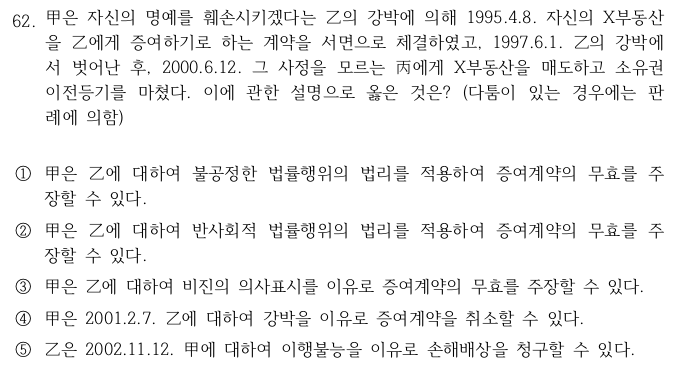 62. 甲은 자신의 명예를 훼손시키겠다는 乙의 강박에 의해 1995.4.8. 자신의 X부동산
을 乙에게 증여하기로 하는 계약을 서면으로 체결하였고, 1997.6.1. 乙의 강박에
서 벗어난 후, 2000.6.12. 그 사정을 모르는 丙에게 X부동산을 매도하고 소유권
이전등기를 마쳤다. 이에 관한 설명으로 옳은 것은? (다툼이 있는 경우에는 판
례에 의함)
① 甲은 乙에 대하여 불공정한 법률행위의 법리를 적용하여 증여계약의 무효를 주
장할 수 있다.
② 甲은 乙에 대하여 반사회적 법률행위의 법리를 적용하여 증여계약의 무효를 주
장할 수 있다.
③ 甲은 乙에 대하여 비진의 의사표시를 이유로 증여계약의 무효를 주장할 수 있다.
④ 甲은 2001.2.7. 乙에 대하여 강박을 이유로 증여계약을 취소할 수 있다.
⑤ 乙은 2002.11.12. 甲에 대하여 이행불능을 이유로 손해배상을 청구할 수 있다.